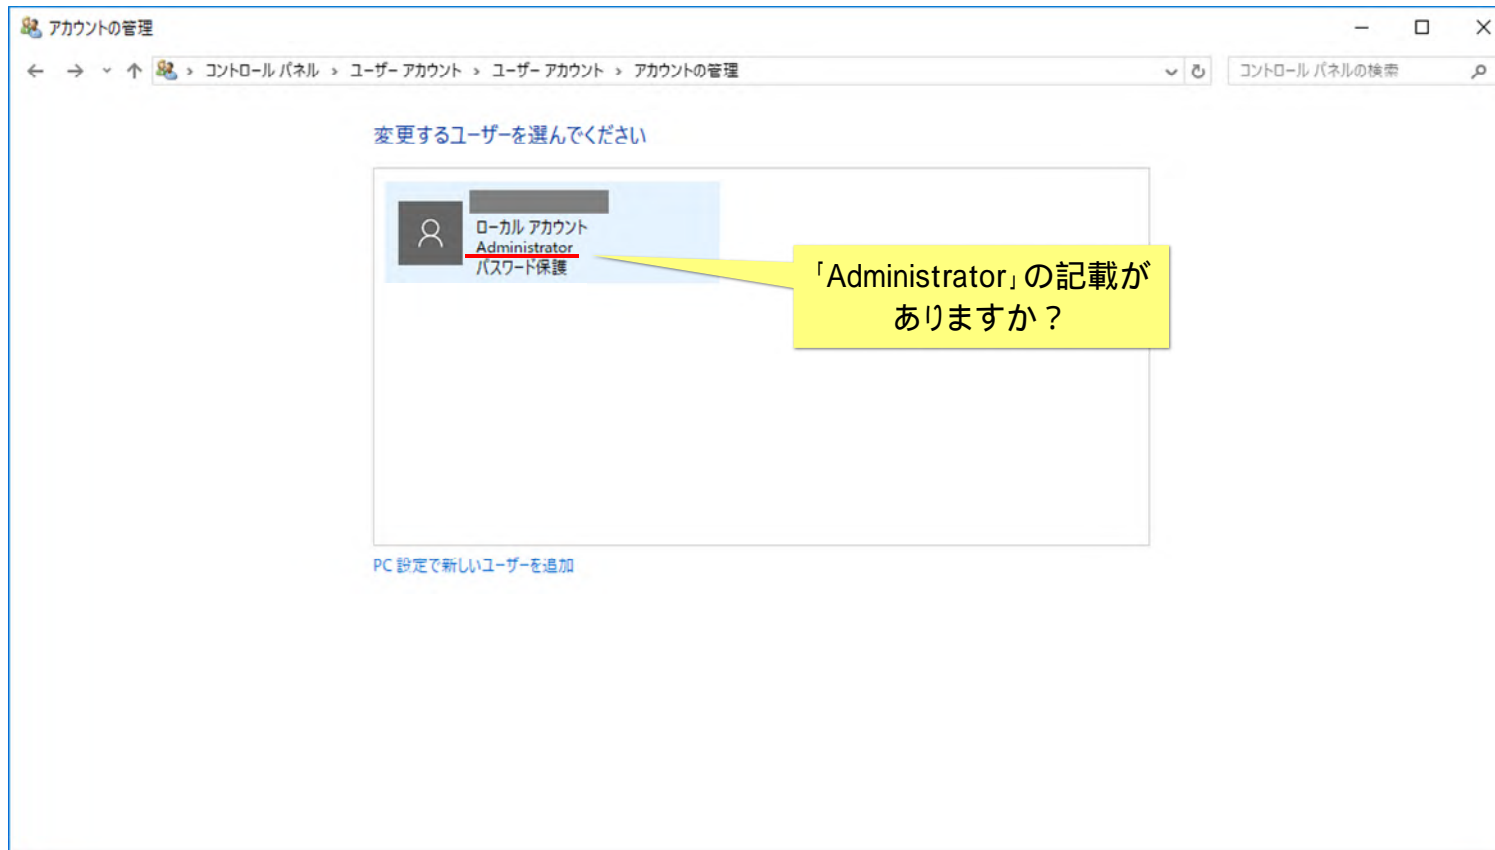 アカウントの管理
コントロール パネル › ユーザー アカウント › ユーザー アカウント › アカウントの管理
コントロール パネルの検索
変更するユーザーを選んでください
ローカル アカウント
Administrator
パスワード保護
「Administrator」の記載が
ありますか？
PC 設定で新しいユーザーを追加